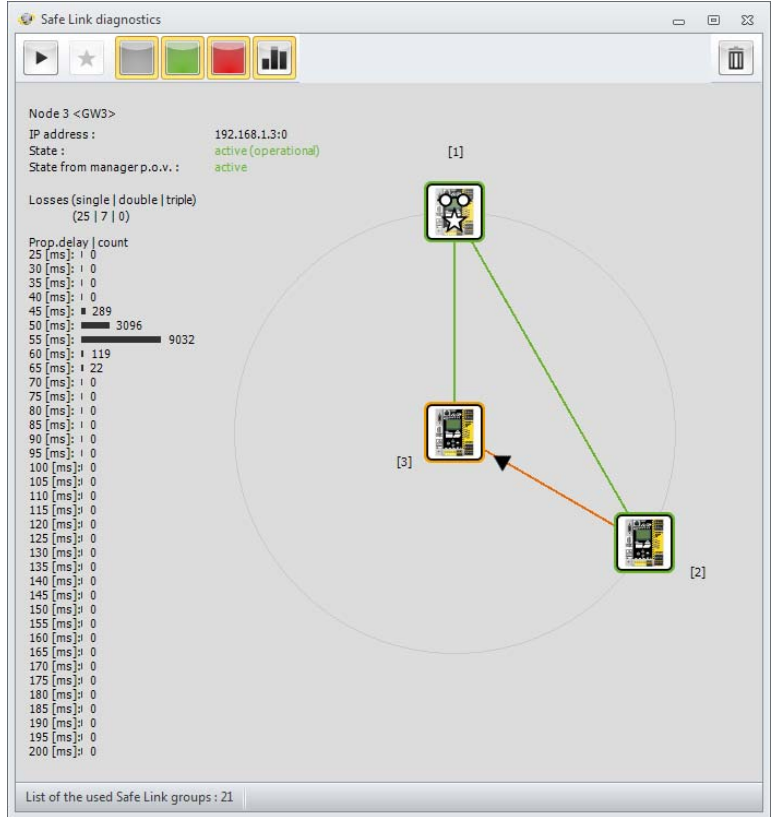 Safe Link diagnostics
Node 3 <GW3>
IP address : 192.168.1.3:0
State : active (operational)
State from manager p.o.v. : active
[1]
Losses (single | double | triple)
(25 | 7 | 0)
Prop.delay | count
25 [ms]: 0
30 [ms]: 0
35 [ms]: 0
40 [ms]: 0
45 [ms]: 289
50 [ms]: 3096
55 [ms]: 9032
60 [ms]: 119
65 [ms]: 22
70 [ms]: 0
75 [ms]: 0
80 [ms]: 0
85 [ms]: 0
90 [ms]: 0
95 [ms]: 0
100 [ms]: 0
105 [ms]: 0
110 [ms]: 0
115 [ms]: 0
120 [ms]: 0
125 [ms]: 0
130 [ms]: 0
135 [ms]: 0
140 [ms]: 0
145 [ms]: 0
150 [ms]: 0
155 [ms]: 0
160 [ms]: 0
165 [ms]: 0
170 [ms]: 0
175 [ms]: 0
180 [ms]: 0
185 [ms]: 0
190 [ms]: 0
195 [ms]: 0
200 [ms]: 0
[3]
[2]
List of the used Safe Link groups : 21